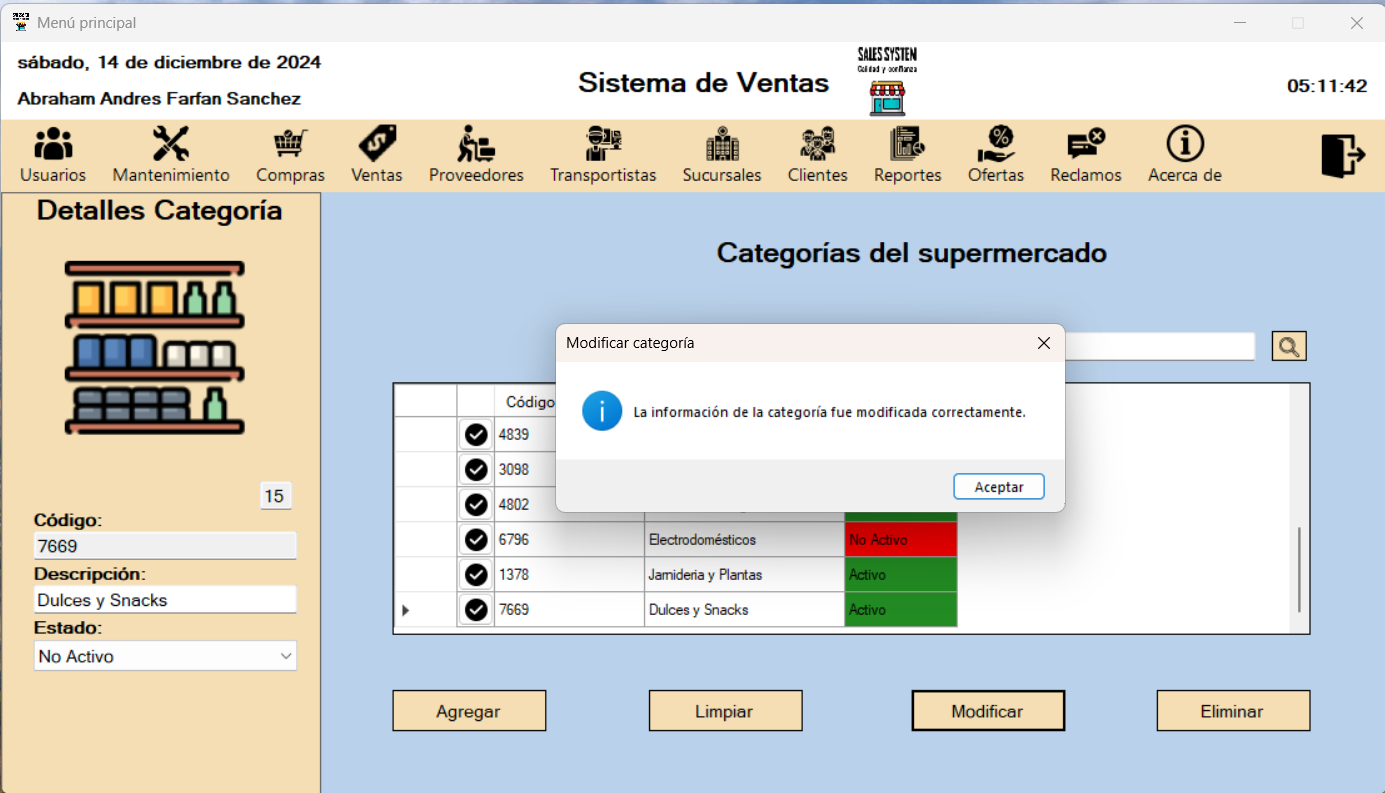 Menú principal
sábado, 14 de diciembre de 2024
Abraham Andres Farfan Sanchez
Sistema de Ventas
SALES SYSTEM
Calidad y confianza
05:11:42
Usuarios Mantenimiento Compras Ventas Proveedores Transportistas Sucursales Clientes Reportes Ofertas Reclamos Acerca de
Detalles Categoría
15
Código:
7669
Descripción:
Dulces y Snacks
Estado:
No Activo
Categorías del supermercado
Modificar categoría
La información de la categoría fue modificada correctamente.
Aceptar
Código
4839
3098
4802
6796 Electrodomésticos No Activo
1378 Jarnideria y Plantas Activo
7669 Dulces y Snacks Activo
Agregar Limpiar Modificar Eliminar